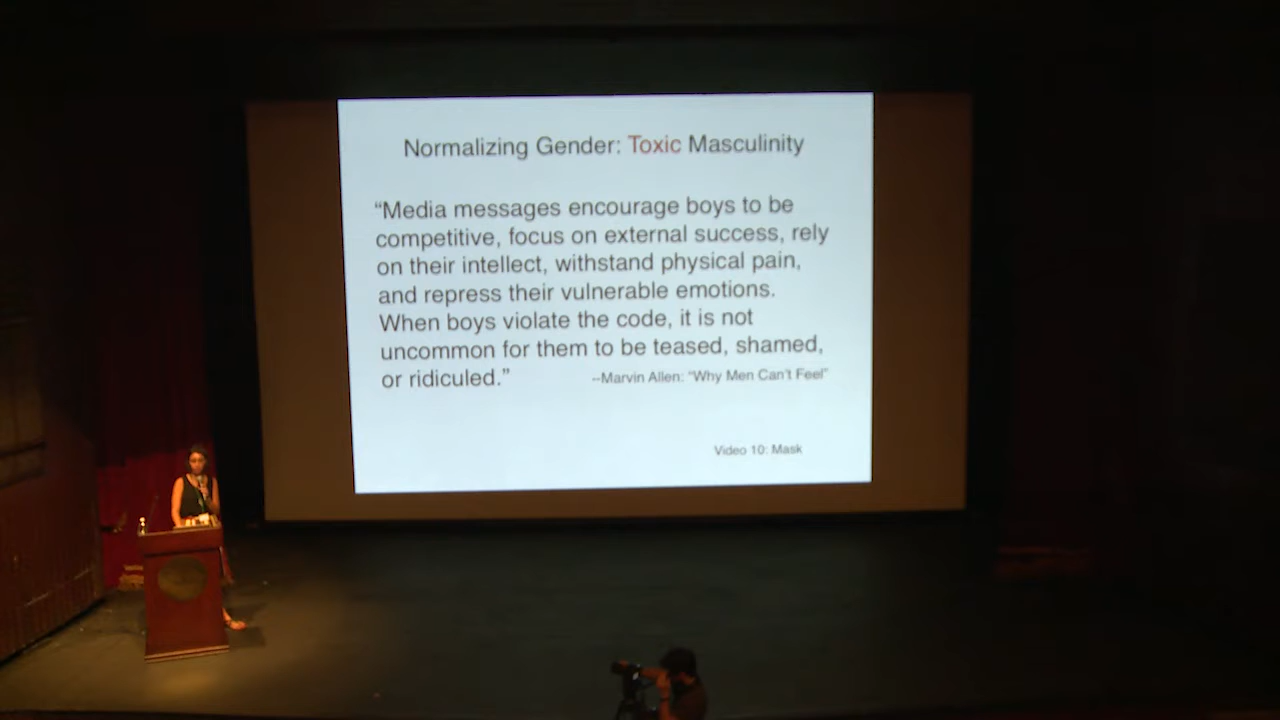 Normalizing Gender: Toxic Masculinity
“Media messages encourage boys to be
competitive, focus on external success, rely
on their intellect, withstand physical pain,
and repress their vulnerable emotions.
When boys violate the code, it is not
uncommon for them to be teased, shamed,
or ridiculed.”
--Marvin Allen: “Why Men Can't Feel”
Video 10: Mask